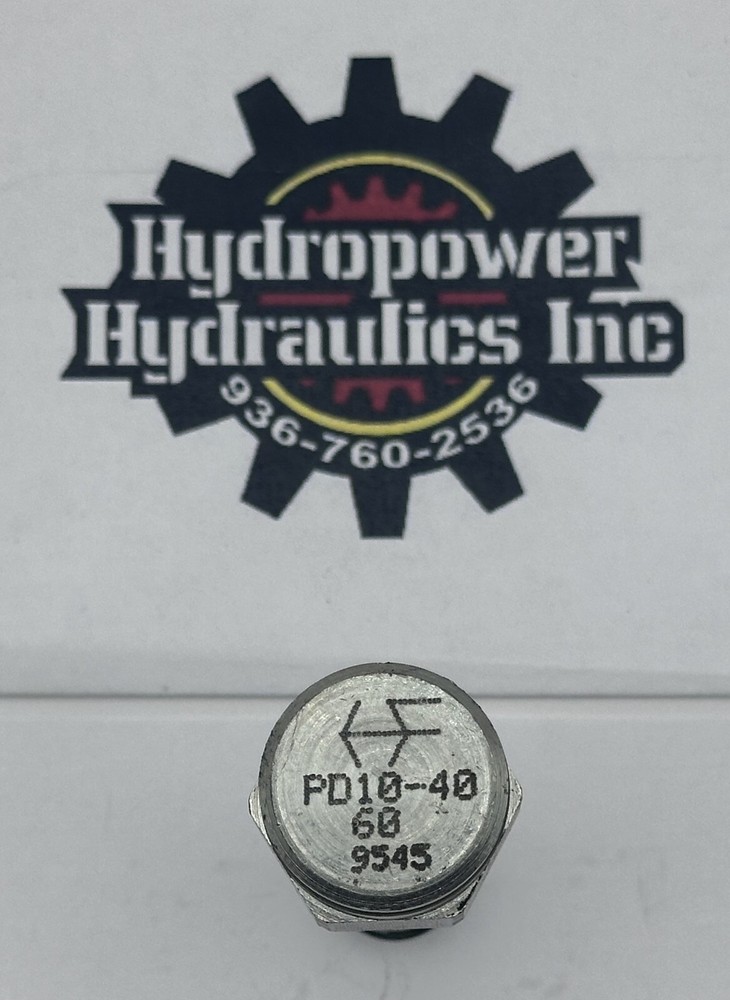 Hydropower
Hydraulics Inc
936-760-2536
PD10-40
60
9545